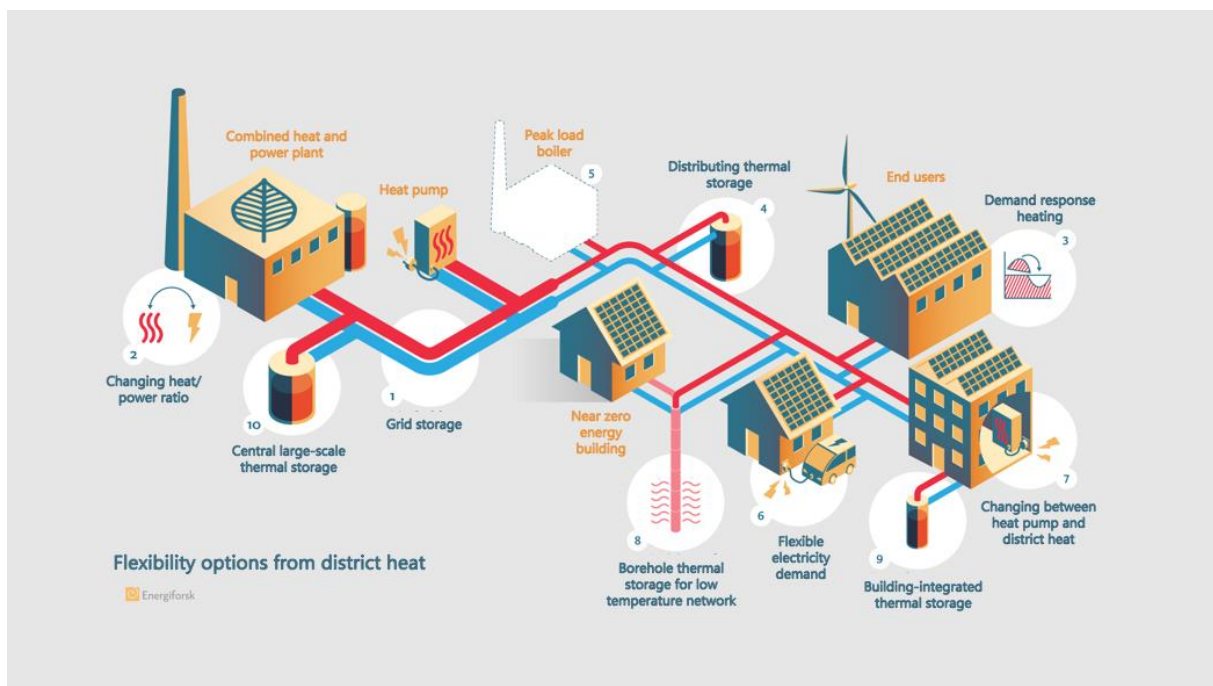 Combined heat and
power plant
Heat pump
Peak load
boiler
5
Distributing thermal
storage
4
End users
Demand response
heating
3
2
Changing heat/
power ratio
10
Central large-scale
thermal storage
1
Grid storage
Near zero
energy
building
8
Borehole thermal
storage for low
temperature network
6
Flexible
electricity
demand
7
Changing between
heat pump and
district heat
9
Building-integrated
thermal storage
Flexibility options from district heat
Energiforsk